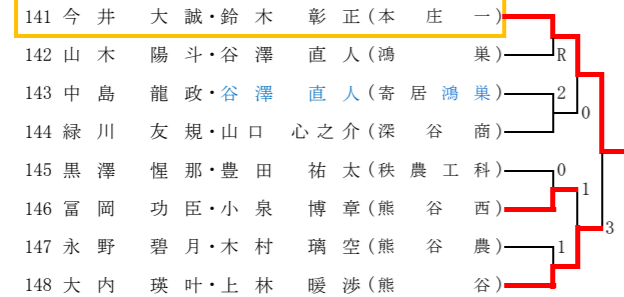 141 今井 大誠・鈴木 彰正(本庄一)
142 山木 陽斗・谷澤 直人(鴻巣)
R
143 中島 龍政・谷澤 直人(寄居鴻巣)
2
0
144 緑川 友規・山口 心之介(深谷商)
145 黒澤 惺那・豊田 祐太(秩農工科)
0
1
146 冨岡 功臣・小泉 博章(熊谷西)
3
147 永野 碧月・木村 璃空(熊谷農)
1
148 大内 瑛叶・上林 暖渉(熊谷)